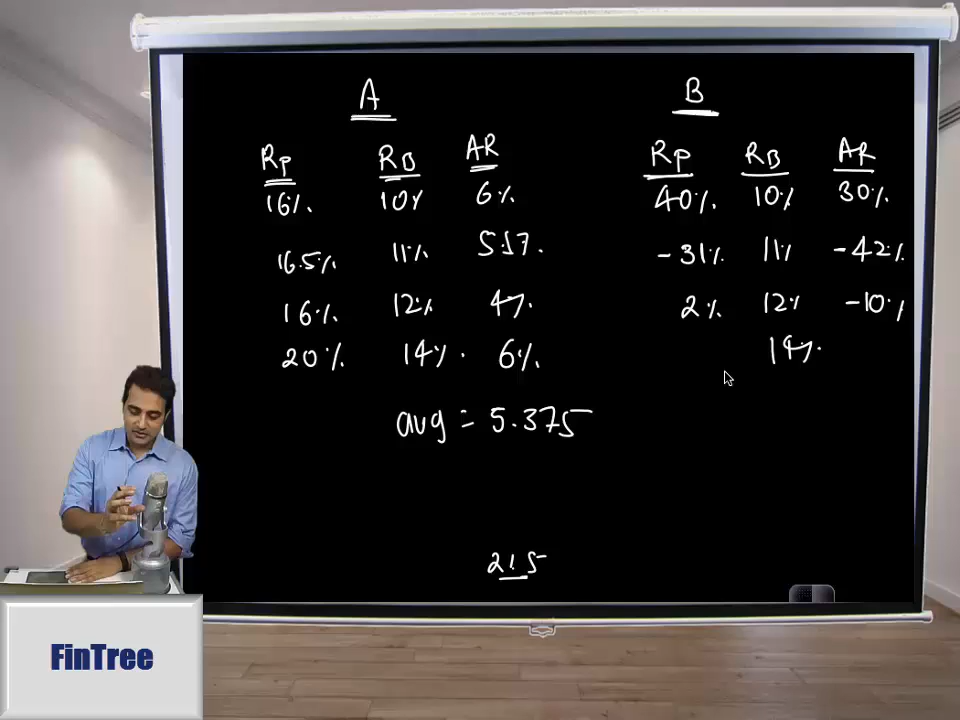 A B
Rp RB AR Rp RB AR
16% 10% 6% 40% 10% 30%
16.5% 11% 5.5% -31% 11% -42%
16% 12% 4% 2% 12% -10%
20% 14% 6% 14%
avg = 5.375
21.5
FinTree